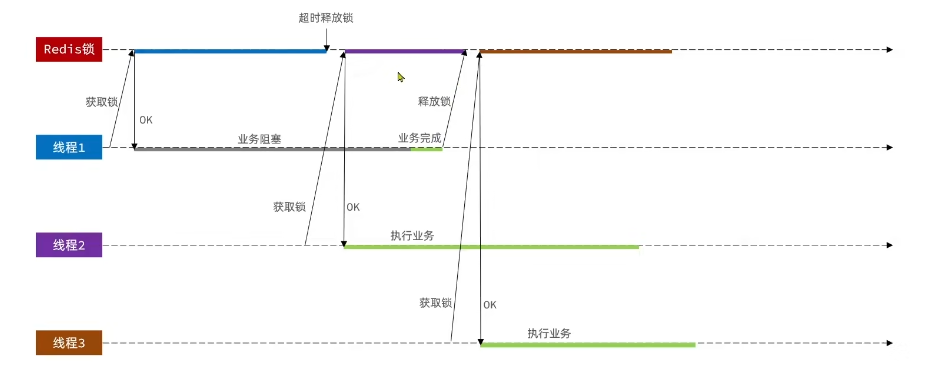 超时释放锁
Redis锁
获取锁
OK
释放锁
线程1
业务阻塞
业务完成
获取锁
OK
线程2
执行业务
获取锁
OK
线程3
执行业务